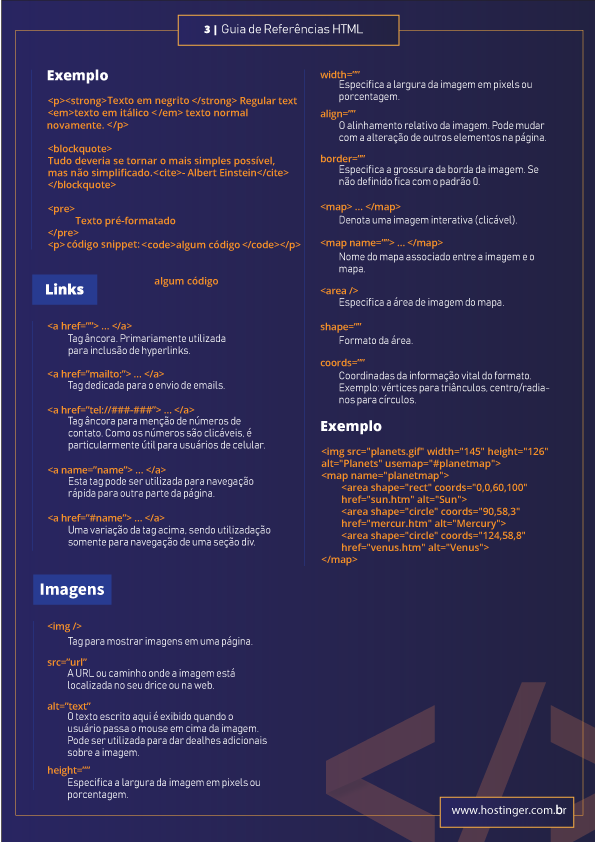 3 | Guia de Referências HTML
Exemplo
<p><strong>Texto em negrito </strong> Regular text
<em>texto em itálico </em> texto normal
novamente. </p>
<blockquote>
Tudo deveria se tornar o mais simples possível,
mas não simplificado.<cite>- Albert Einstein</cite>
</blockquote>
<pre>
Texto pré-formatado
</pre>
<p> código snippet: <code>algum código </code></p>
algum código
Links
<a href=””> ... </a>
Tag âncora. Primariamente utilizada
para inclusão de hyperlinks.
<a href=”mailto:”> ... </a>
Tag dedicada para o envio de emails.
<a href=”tel://###-###”> ... </a>
Tag âncora para menção de números de
contato. Como os números são clicáveis, é
particularmente útil para usuários de celular.
<a name=”name”> ... </a>
Esta tag pode ser utilizada para navegação
rápida para outra parte da página.
<a href=”#name”> ... </a>
Uma variação da tag acima, sendo utilizadação
somente para navegação de uma seção div.
Imagens
<img />
Tag para mostrar imagens em uma página.
src=”url”
A URL ou caminho onde a imagem está
localizada no seu drice ou na web.
alt=”text”
O texto escrito aqui é exibido quando o
usuário passa o mouse em cima da imagem.
Pode ser utilizada para dar dealhes adicionais
sobre a imagem.
height=””
Especifica a largura da imagem em pixels ou
porcentagem.
width=””
Especifica a largura da imagem em pixels ou
porcentagem.
align=””
O alinhamento relativo da imagem. Pode mudar
com a alteração de outros elementos na página.
border=””
Especifica a grossura da borda da imagem. Se
não definido fica com o padrão 0.
<map> ... </map>
Denota uma imagem interativa (clicável).
<map name=””> ... </map>
Nome do mapa associado entre a imagem e o
mapa.
<area />
Especifica a área de imagem do mapa.
shape=””
Formato da área.
coords=””
Coordinadas da informação vital do formato.
Exemplo: vértices para triânculos, centro/radia-
nos para círculos.
Exemplo
<img src="planets.gif" width="145" height="126"
alt="Planets" usemap="#planetmap">
<map name="planetmap">
<area shape="rect" coords="0,0,60,100"
href="sun.htm" alt="Sun">
<area shape="circle" coords="90,58,3"
href="mercur.htm" alt="Mercury">
<area shape="circle" coords="124,58,8"
href="venus.htm" alt="Venus">
</map>
www.hostinger.com.br